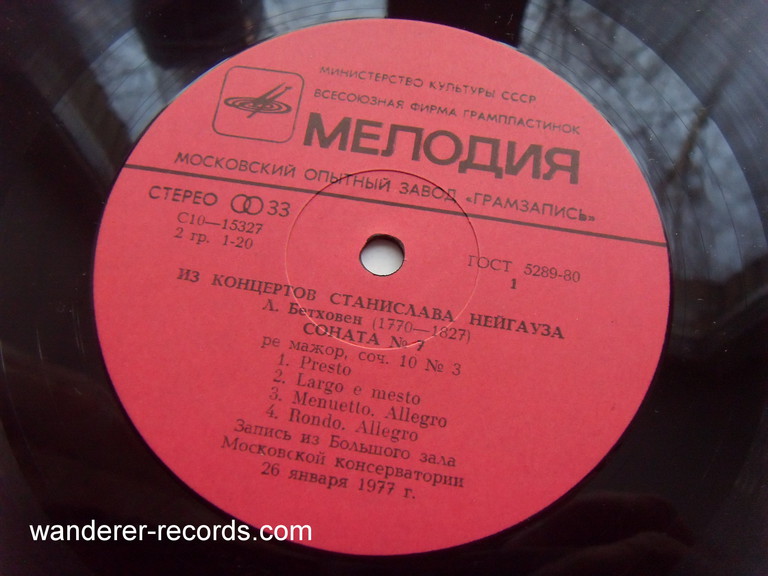 МИНИСТЕРСТВО КУЛЬТУРЫ СССР
ВСЕСОЮЗНАЯ ФИРМА ГРАМПЛАСТИНОК
МЕЛОДИЯ
МОСКОВСКИЙ ОПЫТНЫЙ ЗАВОД «ГРАМЗАПИСЬ»
СТЕРЕО 33
С10—15327
2 гр. 1-20
ГОСТ 5289-80
1
ИЗ КОНЦЕРТОВ СТАНИСЛАВА НЕЙГАУЗА
Л. Бетховен (1770—1827)
СОНАТА № 7
ре мажор, соч. 10 № 3
1. Presto
2. Largo e mesto
3. Menuetto. Allegro
4. Rondo. Allegro
Запись из Большого зала
Московской консерватории
26 января 1977 г.
wanderer-records.com